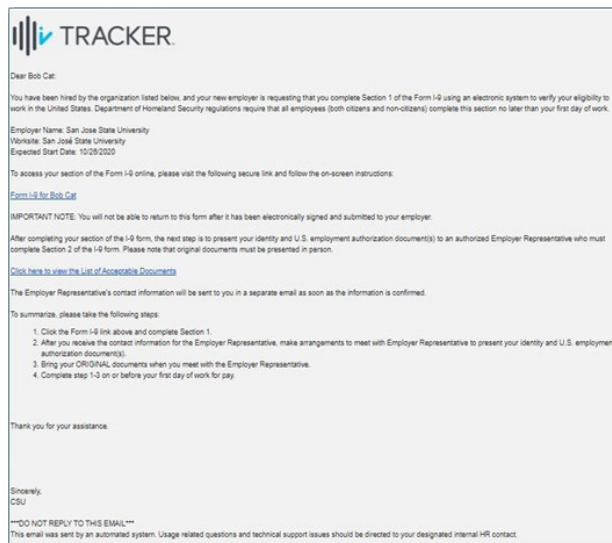 TRACKER
Dear Bob Cat:
You have been hired by the organization listed below, and your new employer is requesting that you complete Section 1 of the Form I-9 using an electronic system to verify your eligibility to
work in the United States. Department of Homeland Security regulations require that all employees (both citizens and non-citizens) complete this section no later than your first day of work.
Employer Name: San Jose State University
Worksite: San José State University
Expected Start Date: 10/26/2020
To access your section of the Form I-9 online, please visit the following secure link and follow the on-screen instructions:
Form I-9 for Bob Cat
IMPORTANT NOTE: You will not be able to return to this form after it has been electronically signed and submitted to your employer.
After completing your section of the I-9 form, the next step is to present your identity and U.S. employment authorization document(s) to an authorized Employer Representative who must
complete Section 2 of the I-9 form. Please note that original documents must be presented in person.
Click here to view the List of Acceptable Documents
The Employer Representative's contact information will be sent to you in a separate email as soon as the information is confirmed.
To summarize, please take the following steps:
1. Click the Form I-9 link above and complete Section 1.
2. After you receive the contact information for the Employer Representative, make arrangements to meet with Employer Representative to present your identity and U.S. employment
authorization document(s).
3. Bring your ORIGINAL documents when you meet with the Employer Representative.
4. Complete step 1-3 on or before your first day of work for pay.
Thank you for your assistance.
Sincerely,
CSU
***DO NOT REPLY TO THIS EMAIL***
This email was sent by an automated system. Usage related questions and technical support issues should be directed to your designated internal HR contact.